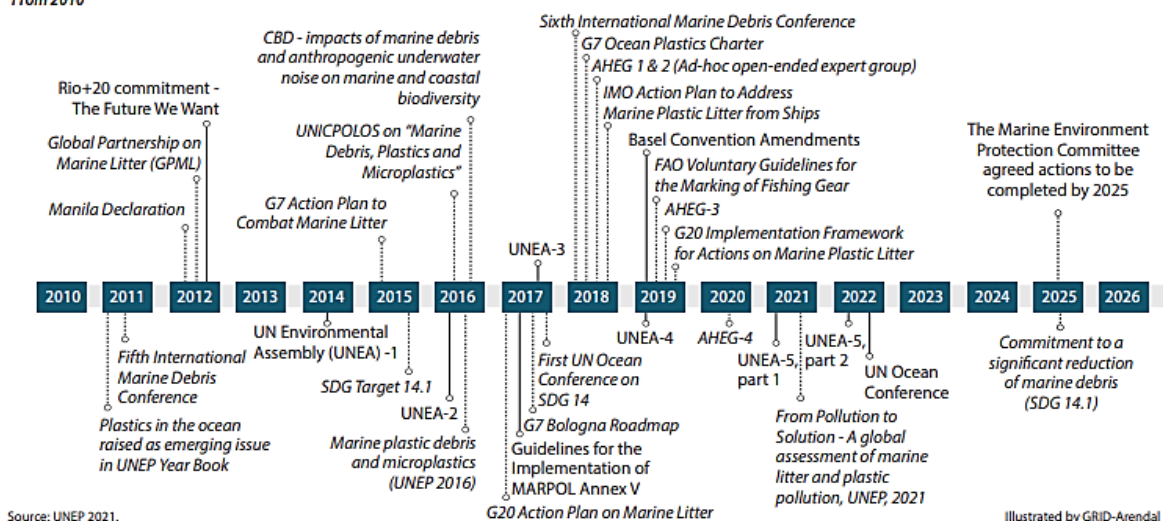 From 2010
Sixth International Marine Debris Conference
G7 Ocean Plastics Charter
AHEG 1 & 2 (Ad-hoc open-ended expert group)
IMO Action Plan to Address
Marine Plastic Litter from Ships
CBD - impacts of marine debris
and anthropogenic underwater
noise on marine and coastal
biodiversity
Rio+20 commitment -
The Future We Want
Global Partnership on
Marine Litter (GPML)
Manila Declaration
UNICPOLOS on “Marine
Debris, Plastics and
Microplastics”
G7 Action Plan to
Combat Marine Litter
UNEA-3
Basel Convention Amendments
FAO Voluntary Guidelines for
the Marking of Fishing Gear
AHEG-3
G20 Implementation Framework
for Actions on Marine Plastic Litter
The Marine Environment
Protection Committee
agreed actions to be
completed by 2025
2010 2011 2012 2013 2014 2015 2016 2017 2018 2019 2020 2021 2022 2023 2024 2025 2026
Fifth International
Marine Debris
Conference
Plastics in the ocean
raised as emerging issue
in UNEP Year Book
UN Environmental
Assembly (UNEA) -1
SDG Target 14.1
UNEA-2
Marine plastic debris
and microplastics
(UNEP 2016)
First UN Ocean
Conference on
SDG 14
G7 Bologna Roadmap
Guidelines for the
Implementation of
MARPOL Annex V
G20 Action Plan on Marine Litter
UNEA-4
AHEG-4
UNEA-5,
part 1
UNEA-5,
part 2
UN Ocean
Conference
From Pollution to
Solution - A global
assessment of marine
litter and plastic
pollution, UNEP, 2021
Commitment to a
significant reduction
of marine debris
(SDG 14.1)
Source: UNEP 2021.
Illustrated by GRID-Arendal